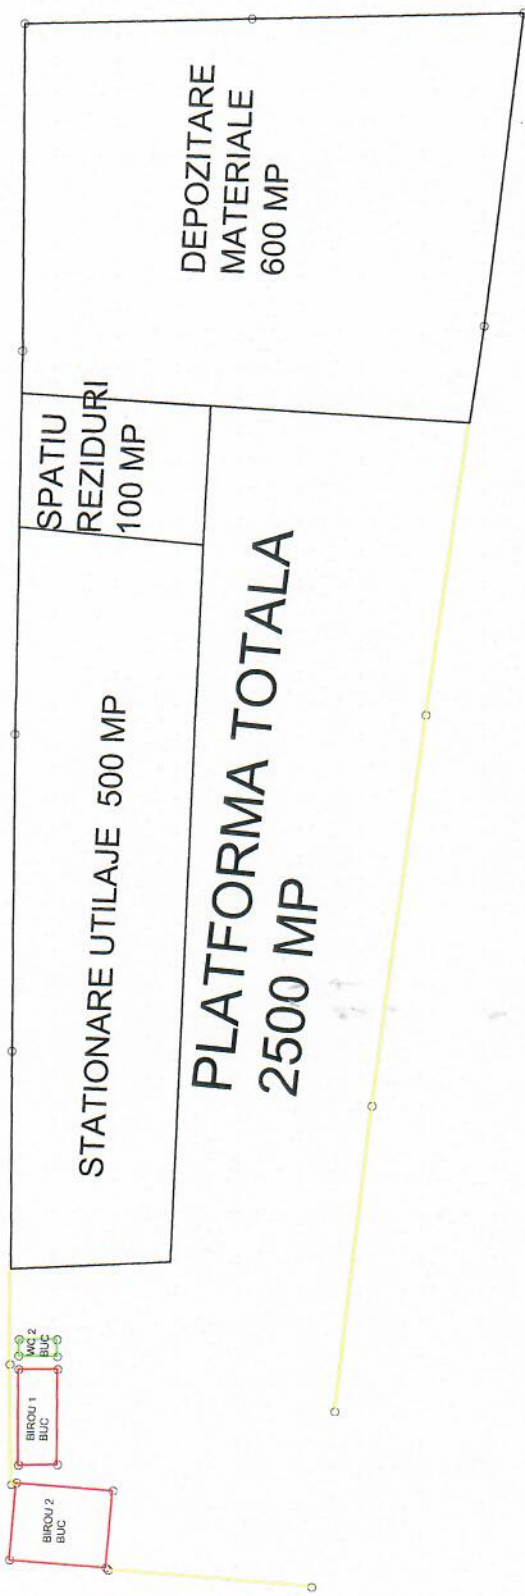 DEPOZITARE
MATERIALE
600 MP
SPATIU
REZIDURI
100 MP
STATIONARE UTILAJE 500 MP
PLATFORMA TOTALA
2500 MP
WC 2
BUC
BIROU 1
BUC
BIROU 2
BUC